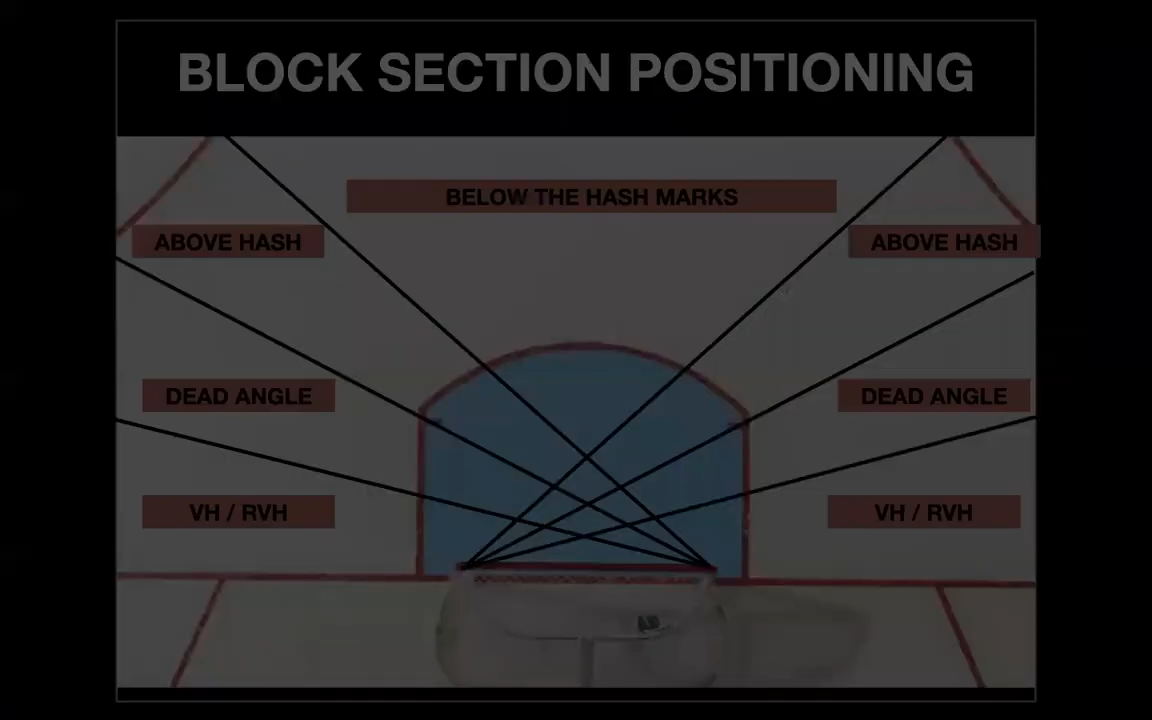 BLOCK SECTION POSITIONING
BELOW THE HASH MARKS
ABOVE HASH
ABOVE HASH
DEAD ANGLE
DEAD ANGLE
VH / RVH
VH / RVH